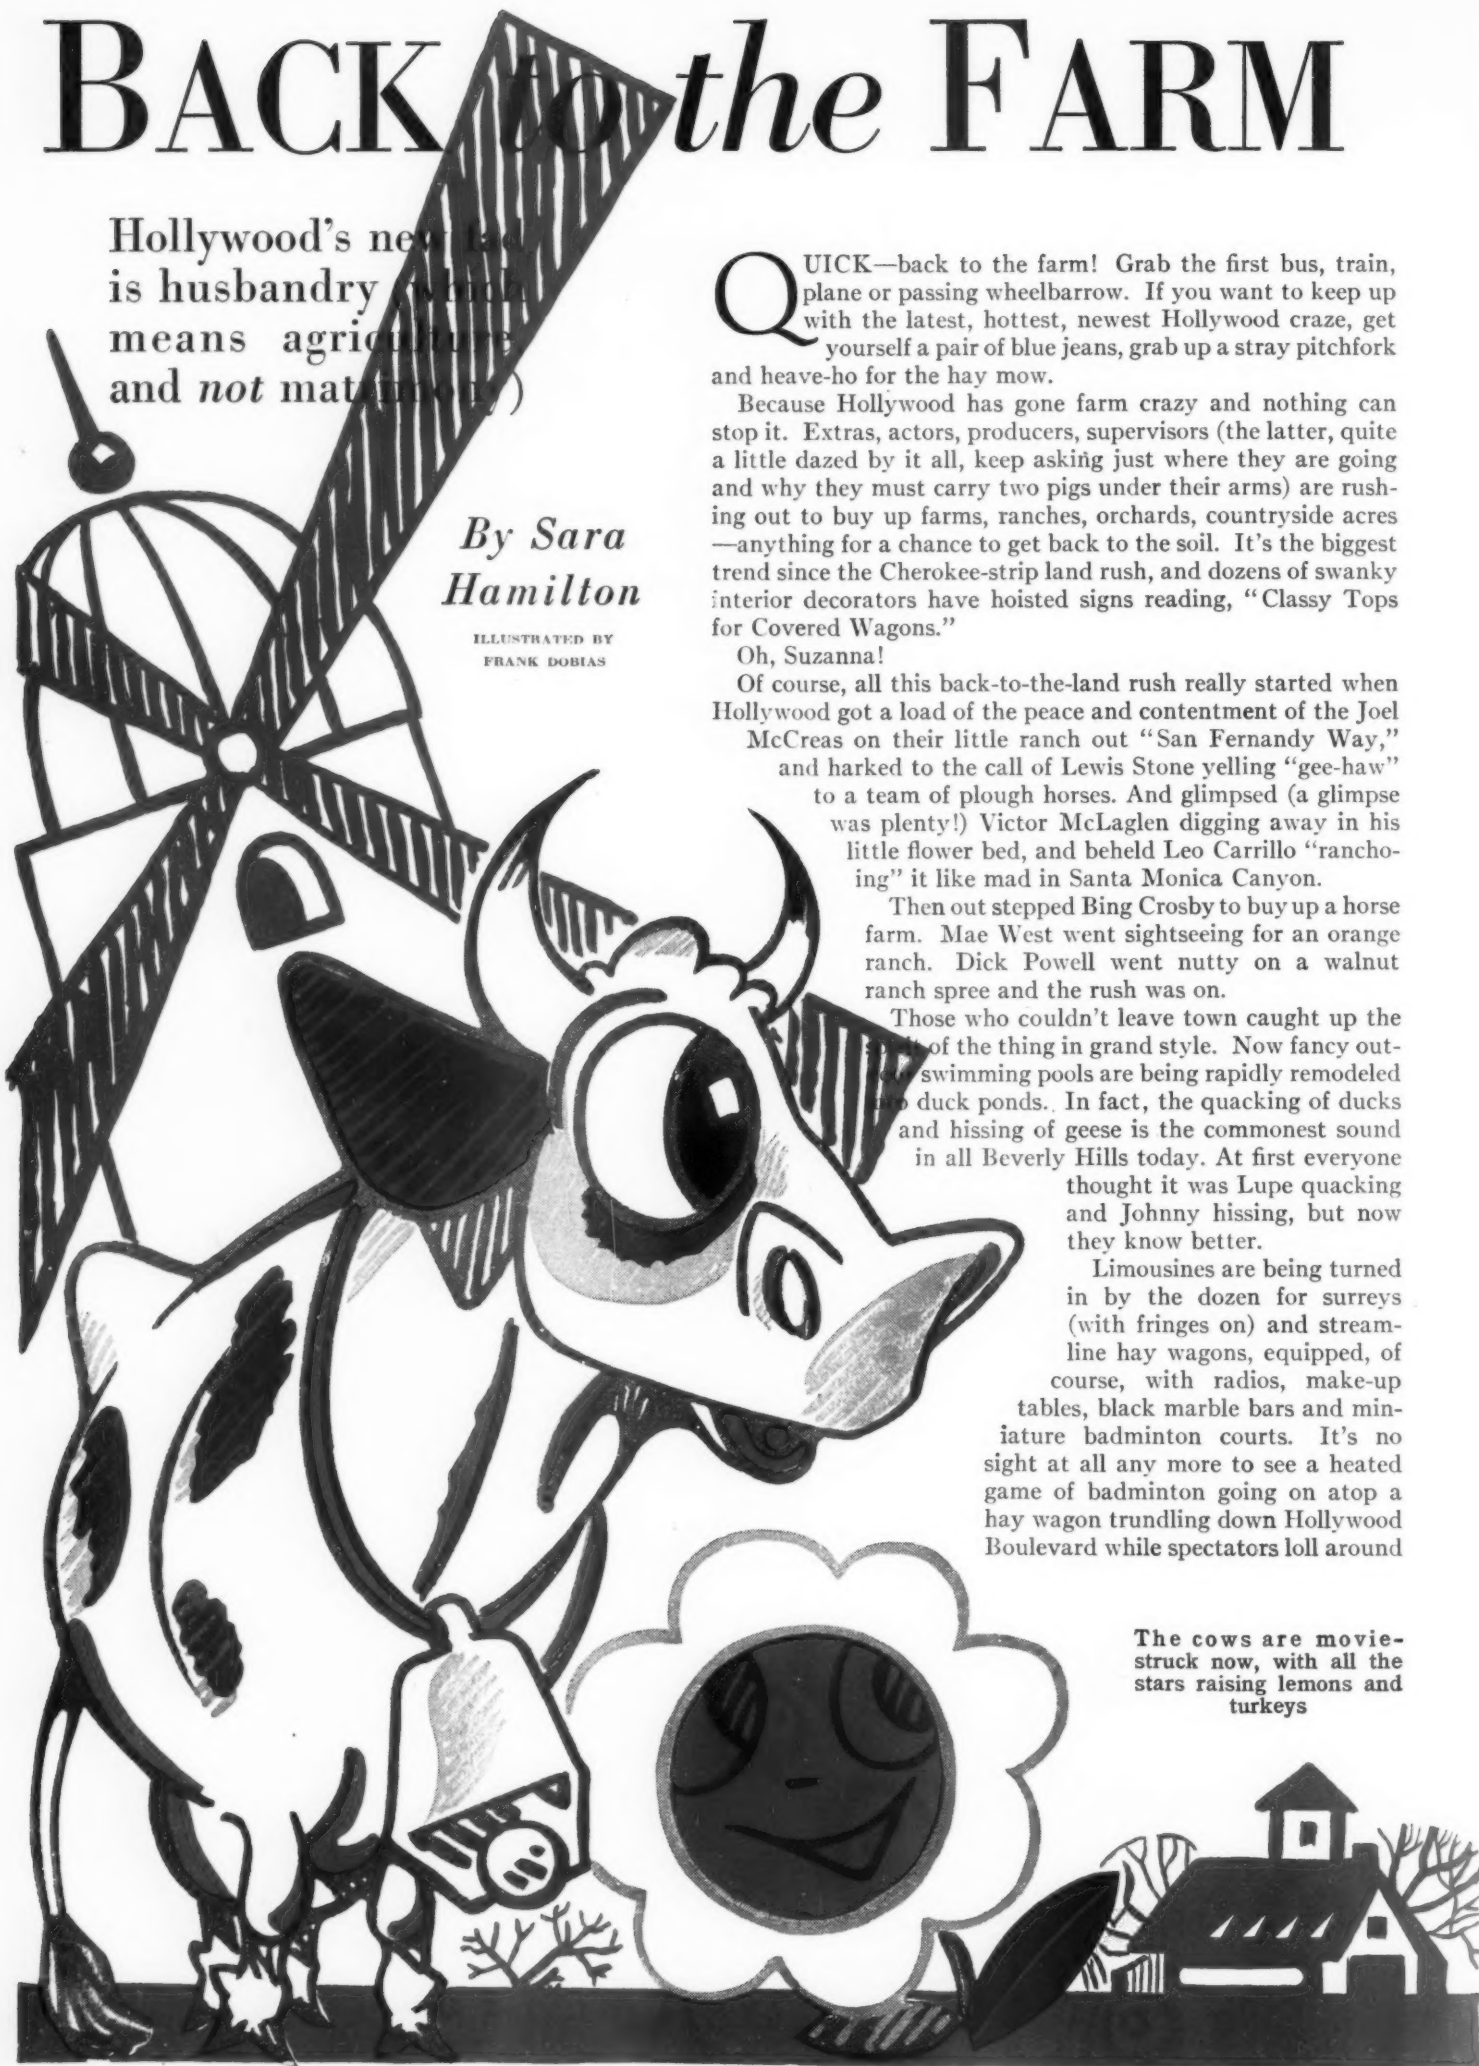 BACK to the FARM
Hollywood's new fad
is husbandry (which
means agriculture
and not matrimony)
By Sara
Hamilton
ILLUSTRATED BY
FRANK DOBIAS
QUICK—back to the farm! Grab the first bus, train,
plane or passing wheelbarrow. If you want to keep up
with the latest, hottest, newest Hollywood craze, get
yourself a pair of blue jeans, grab up a stray pitchfork
and heave-ho for the hay mow.
Because Hollywood has gone farm crazy and nothing can
stop it. Extras, actors, producers, supervisors (the latter, quite
a little dazed by it all, keep asking just where they are going
and why they must carry two pigs under their arms) are rush-
ing out to buy up farms, ranches, orchards, countryside acres
—anything for a chance to get back to the soil. It's the biggest
trend since the Cherokee-strip land rush, and dozens of swanky
interior decorators have hoisted signs reading, "Classy Tops
for Covered Wagons."
Oh, Suzanna!
Of course, all this back-to-the-land rush really started when
Hollywood got a load of the peace and contentment of the Joel
McCreas on their little ranch out "San Fernandy Way,"
and harked to the call of Lewis Stone yelling "gee-haw"
to a team of plough horses. And glimpsed (a glimpse
was plenty!) Victor McLaglen digging away in his
little flower bed, and beheld Leo Carrillo "rancho-
ing" it like mad in Santa Monica Canyon.
Then out stepped Bing Crosby to buy up a horse
farm. Mae West went sightseeing for an orange
ranch. Dick Powell went nutty on a walnut
ranch spree and the rush was on.
Those who couldn't leave town caught up the
spirit of the thing in grand style. Now fancy out-
swimming pools are being rapidly remodeled
into duck ponds. In fact, the quacking of ducks
and hissing of geese is the commonest sound
in all Beverly Hills today. At first everyone
thought it was Lupe quacking
and Johnny hissing, but now
they know better.
Limousines are being turned
in by the dozen for surreys
(with fringes on) and stream-
line hay wagons, equipped, of
course, with radios, make-up
tables, black marble bars and min-
iature badminton courts. It's no
sight at all any more to see a heated
game of badminton going on atop a
hay wagon trundling down Hollywood
Boulevard while spectators loll around
The cows are movie-
struck now, with all the
stars raising lemons and
turkeys